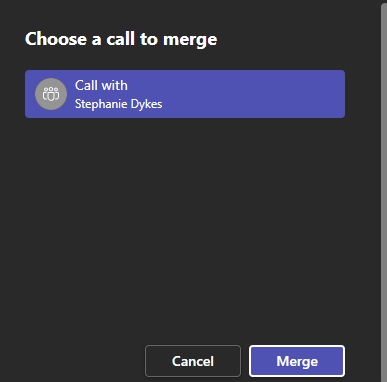 Choose a call to merge
Call with
Stephanie Dykes
Cancel
Merge